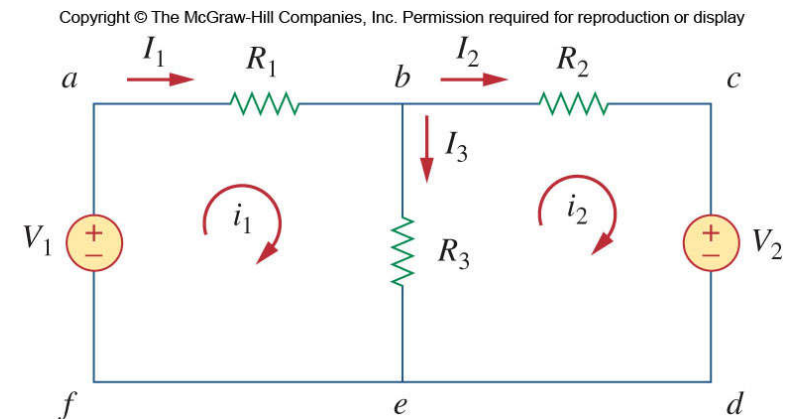 Copyright © The McGraw-Hill Companies, Inc. Permission required for reproduction or display
I₁ R₁ I₂ R₂
a b c
I₃
i₁ i₂
V₁ + − R₃ + − V₂
f e d